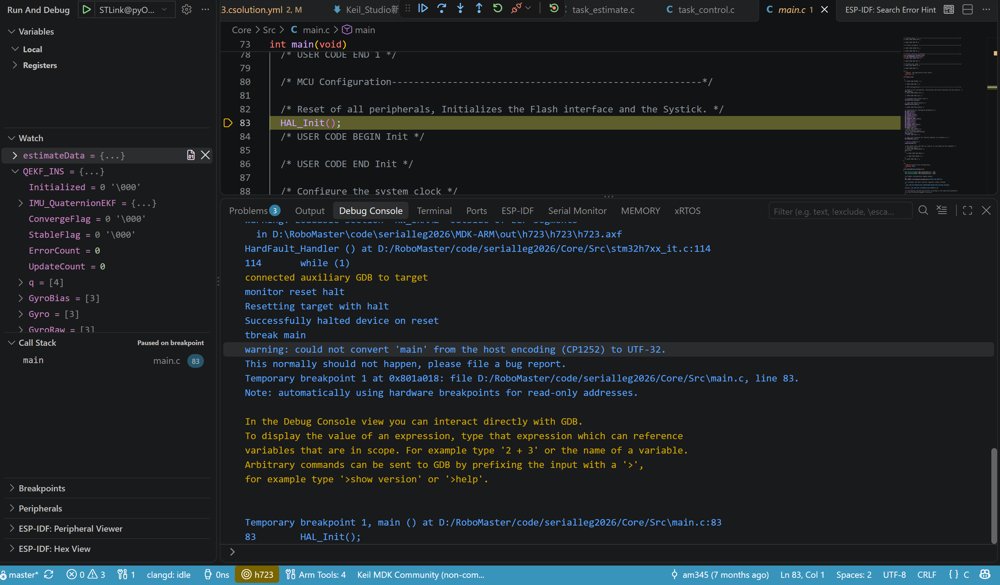 Run And Debug
STLink@pyO...
3.csolution.yml 2, M
Keil_Studio新
task_estimate.c
task_control.c
main.c 1
ESP-IDF: Search Error Hint
Variables
Local
Registers
Watch
estimateData = {...}
QEKF_INS = {...}
Initialized = 0 '\000'
IMU_QuaternionEKF = {...}
ConvergeFlag = 0 '\000'
StableFlag = 0 '\000'
ErrorCount = 0
UpdateCount = 0
q = [4]
GyroBias = [3]
Gyro = [3]
GyroRaw = [3]
Call Stack
Paused on breakpoint
main
main.c 83
Breakpoints
Peripherals
ESP-IDF: Peripheral Viewer
ESP-IDF: Hex View
Core > Src > C main.c > main
73 int main(void)
78 /* USER CODE END 1 */
79
80 /* MCU Configuration--------------------------------------------------------*/
81
82 /* Reset of all peripherals, Initializes the Flash interface and the Systick. */
83 HAL_Init();
84 /* USER CODE BEGIN Init */
85
86 /* USER CODE END Init */
87
88 /* Configure the system clock */
Problems 3
Output
Debug Console
Terminal
Ports
ESP-IDF
Serial Monitor
MEMORY
xRTOS
Filter (e.g. text, !exclude, \esca...
warning: Loadable section "RW_IRAM2" outside of ELF segments
in D:\RoboMaster\code\serialleg2026\MDK-ARM\out\h723\h723\h723.axf
HardFault_Handler () at D:/RoboMaster/code/serialleg2026/Core/Src\stm32h7xx_it.c:114
114 while (1)
connected auxiliary GDB to target
monitor reset halt
Resetting target with halt
Successfully halted device on reset
tbreak main
warning: could not convert 'main' from the host encoding (CP1252) to UTF-32.
This normally should not happen, please file a bug report.
Temporary breakpoint 1 at 0x801a018: file D:/RoboMaster/code/serialleg2026/Core/Src\main.c, line 83.
Note: automatically using hardware breakpoints for read-only addresses.
In the Debug Console view you can interact directly with GDB.
To display the value of an expression, type that expression which can reference
variables that are in scope. For example type '2 + 3' or the name of a variable.
Arbitrary commands can be sent to GDB by prefixing the input with a '>',
for example type '>show version' or '>help'.
Temporary breakpoint 1, main () at D:/RoboMaster/code/serialleg2026/Core/Src\main.c:83
83 HAL_Init();
master*
0 3
1
clangd: idle
0ns
h723
Arm Tools: 4
Keil MDK Community (non-com...
am345 (7 months ago)
Ln 83, Col 1
Spaces: 2
UTF-8
CRLF
{ } C